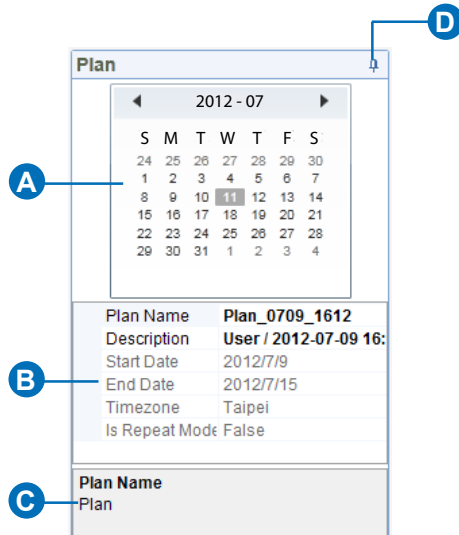 D
Plan
2012 - 07
S M T W T F S
24 25 26 27 28 29 30
A
1 2 3 4 5 6 7
8 9 10 11 12 13 14
15 16 17 18 19 20 21
22 23 24 25 26 27 28
29 30 31 1 2 3 4
Plan Name Plan_0709_1612
Description User / 2012-07-09 16:
Start Date 2012/7/9
B
End Date 2012/7/15
Timezone Taipei
Is Repeat Mode False
Plan Name
C
Plan